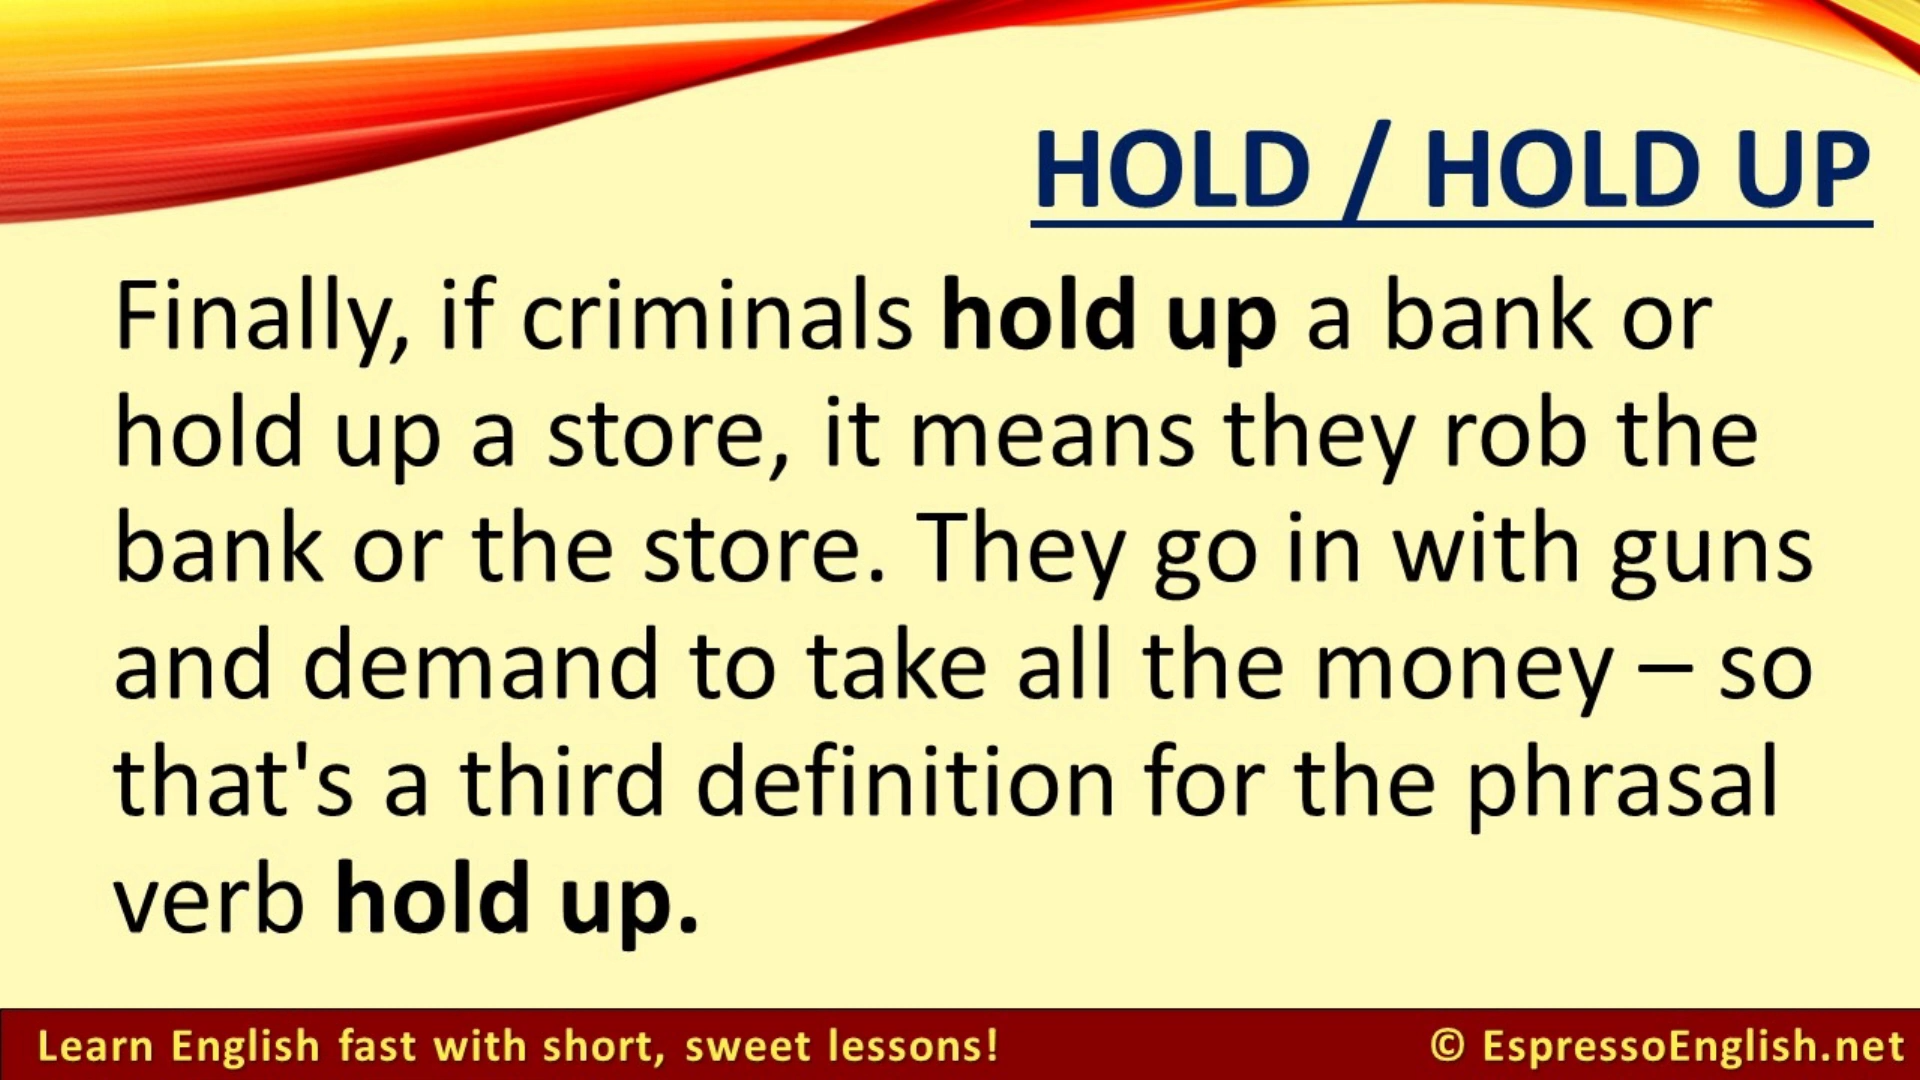 HOLD / HOLD UP
Finally, if criminals hold up a bank or
hold up a store, it means they rob the
bank or the store. They go in with guns
and demand to take all the money – so
that's a third definition for the phrasal
verb hold up.
Learn English fast with short, sweet lessons!
© EspressoEnglish.net